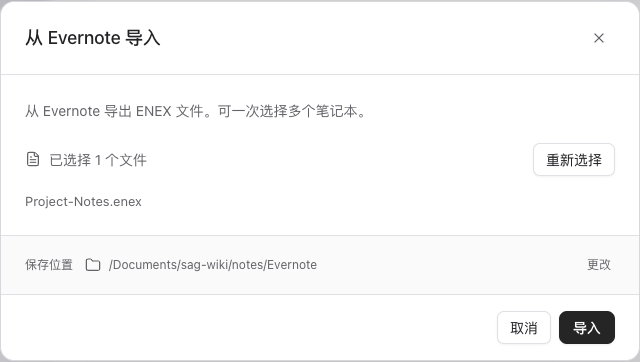 从 Evernote 导入
从 Evernote 导出 ENEX 文件。可一次选择多个笔记本。
已选择 1 个文件
重新选择
Project-Notes.enex
保存位置 /Documents/sag-wiki/notes/Evernote 更改
取消 导入